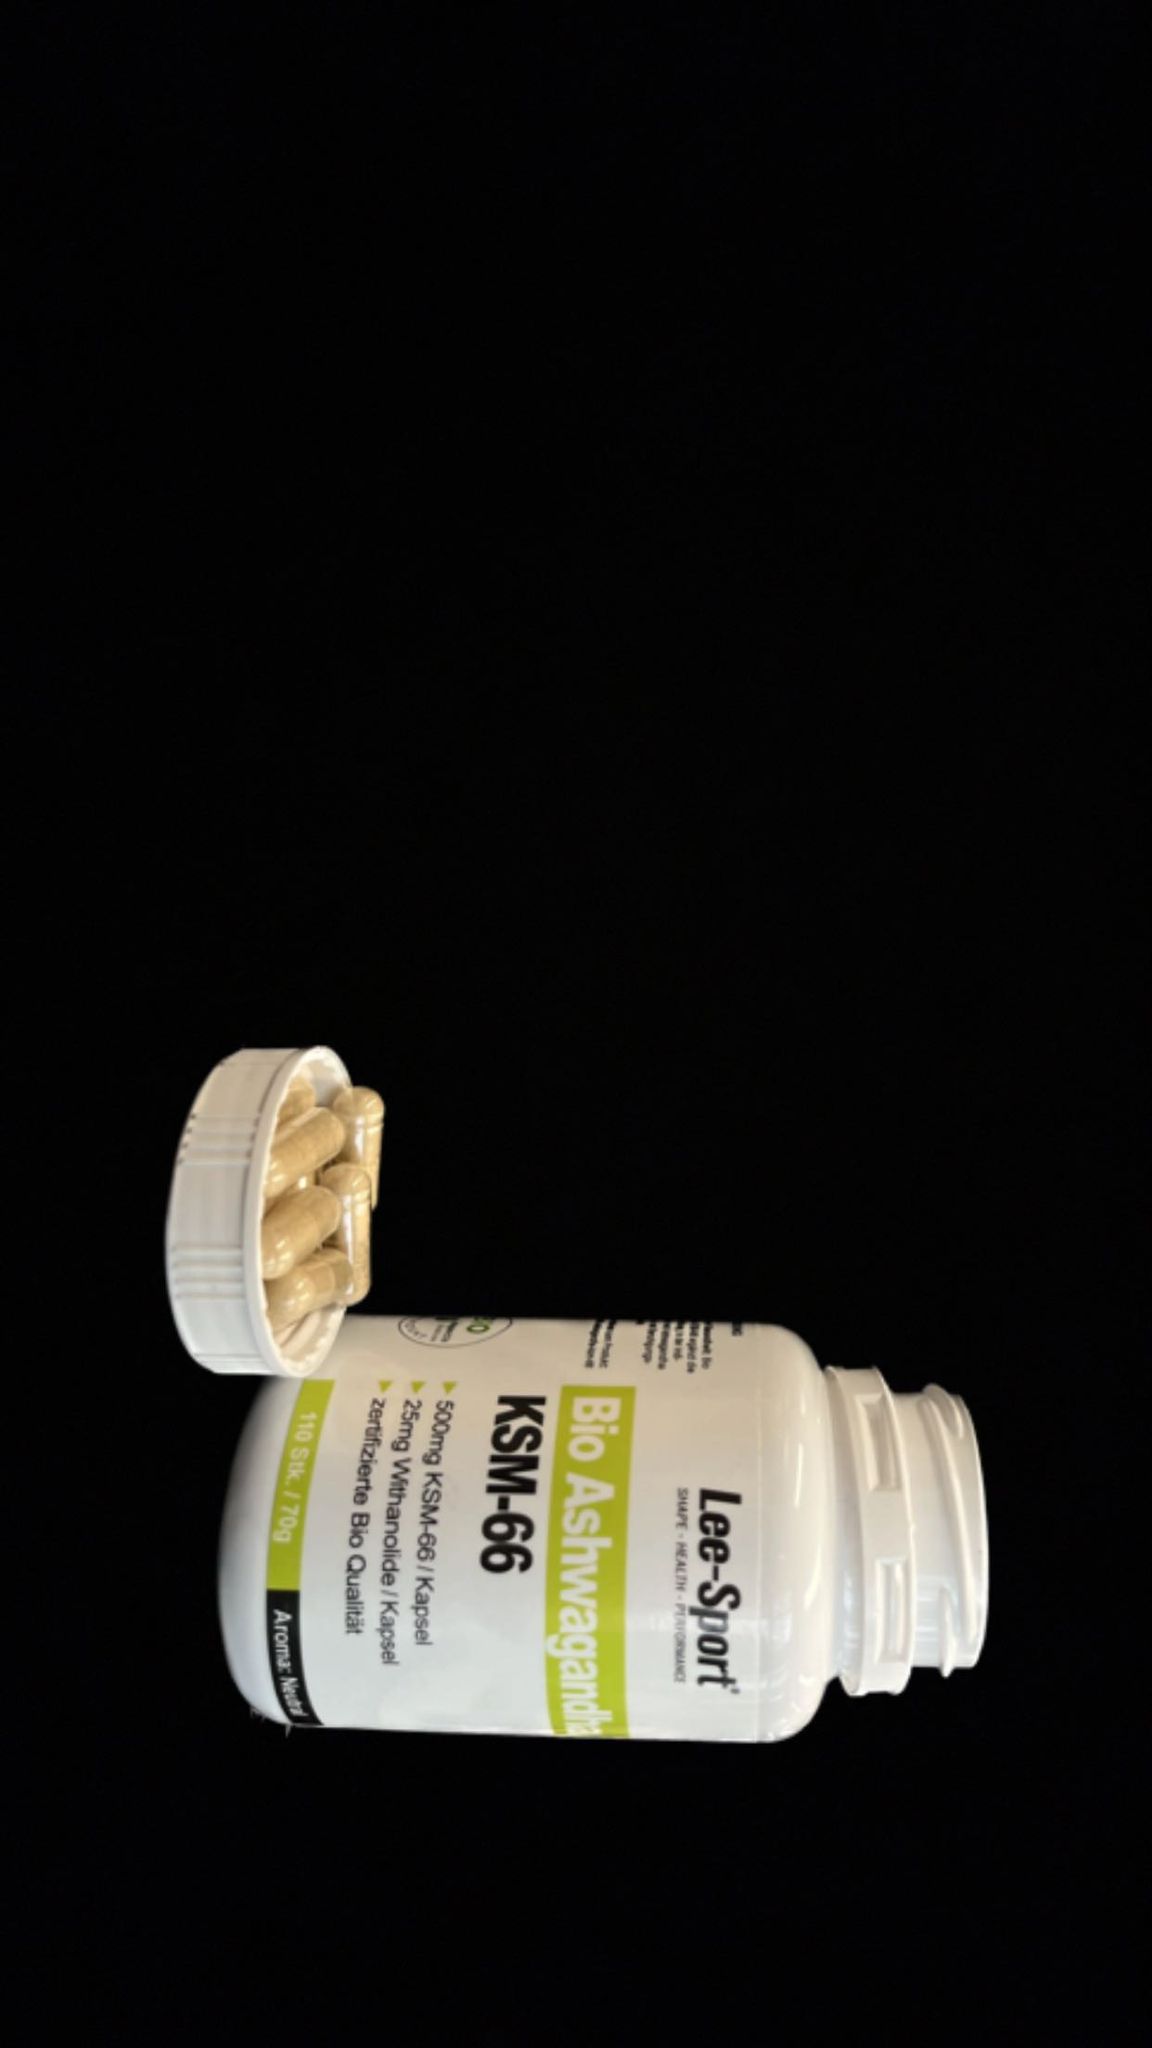 Lee-Sport®
SHAPE - HEALTH - PERFORMANCE
Bio Ashwagandha
KSM-66
500mg KSM-66 / Kapsel
25mg Withanolide / Kapsel
zertifizierte Bio Qualität
110 Stk. / 70g
Aroma: Neutral